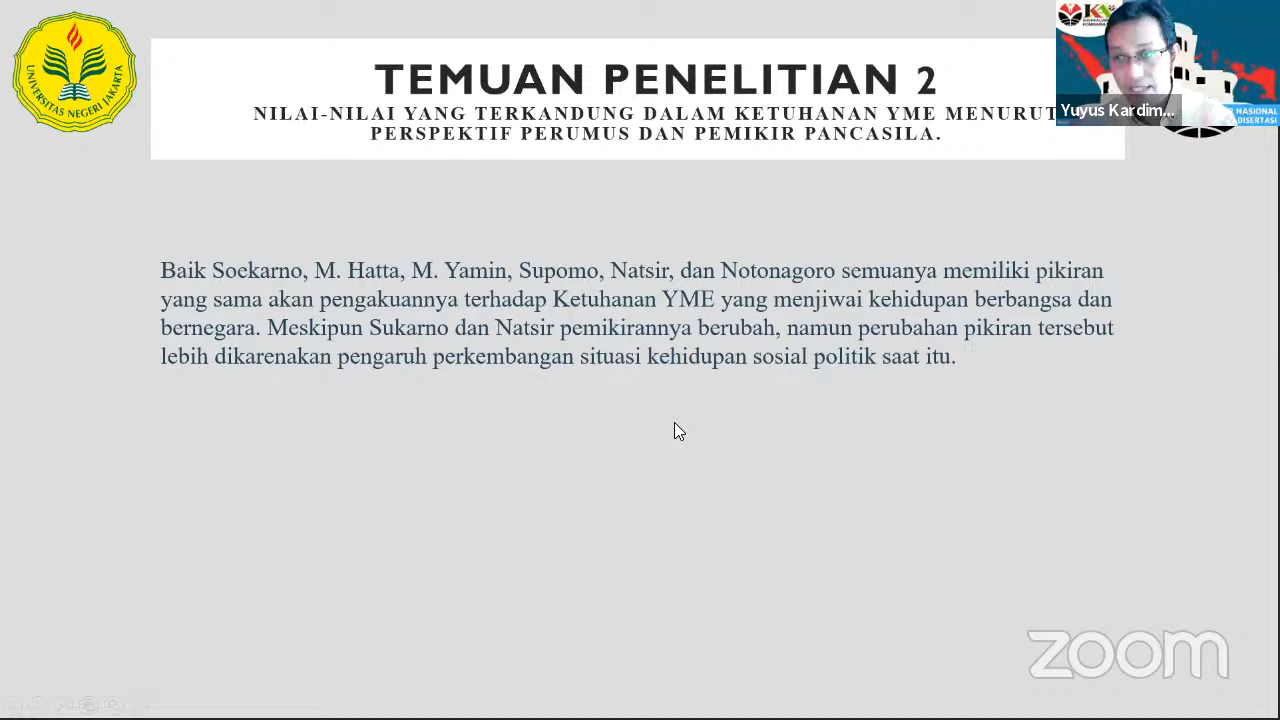 UNIVERSITAS NEGERI JAKARTA
TEMUAN PENELITIAN 2
NILAI-NILAI YANG TERKANDUNG DALAM KETUHANAN YME MENURUT
PERSPEKTIF PERUMUS DAN PEMIKIR PANCASILA.
Yuyus Kardim...
NASIONAL
DISERTASI
Baik Soekarno, M. Hatta, M. Yamin, Supomo, Natsir, dan Notonagoro semuanya memiliki pikiran
yang sama akan pengakuannya terhadap Ketuhanan YME yang menjiwai kehidupan berbangsa dan
bernegara. Meskipun Sukarno dan Natsir pemikirannya berubah, namun perubahan pikiran tersebut
lebih dikarenakan pengaruh perkembangan situasi kehidupan sosial politik saat itu.
zoom